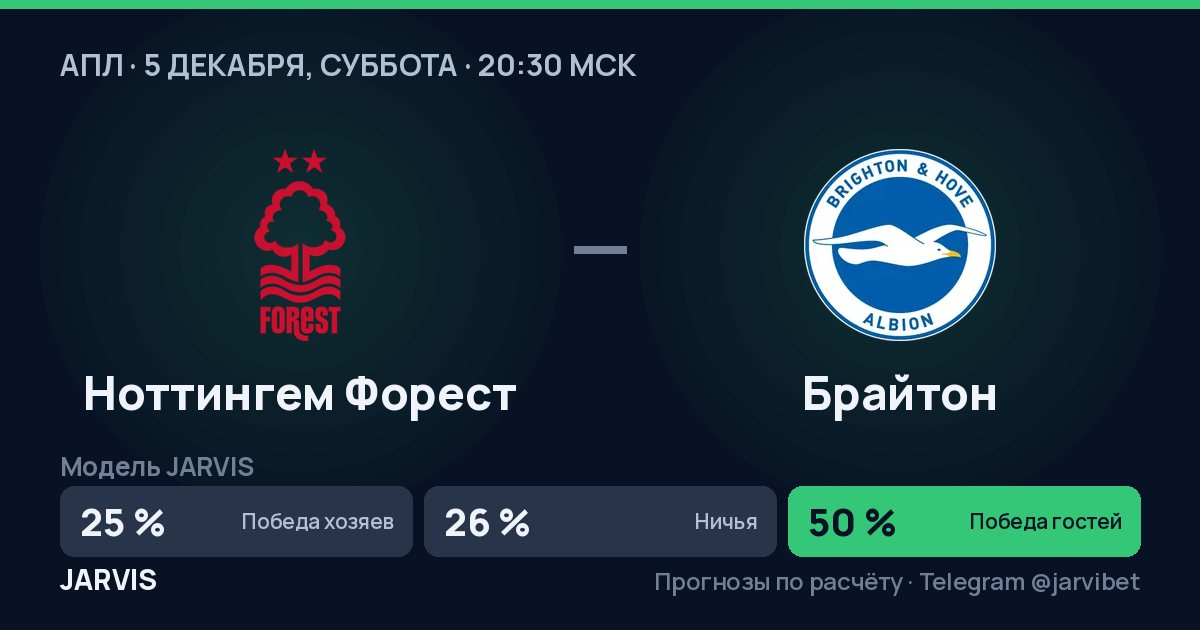 АПЛ · 5 ДЕКАБРЯ, СУББОТА · 20:30 МСК
FOREST
BRIGHTON & HOVE
ALBION
Ноттингем Форест
Брайтон
Модель JARVIS
25 % Победа хозяев
26 % Ничья
50 % Победа гостей
JARVIS
Прогнозы по расчёту · Telegram @jarvibet